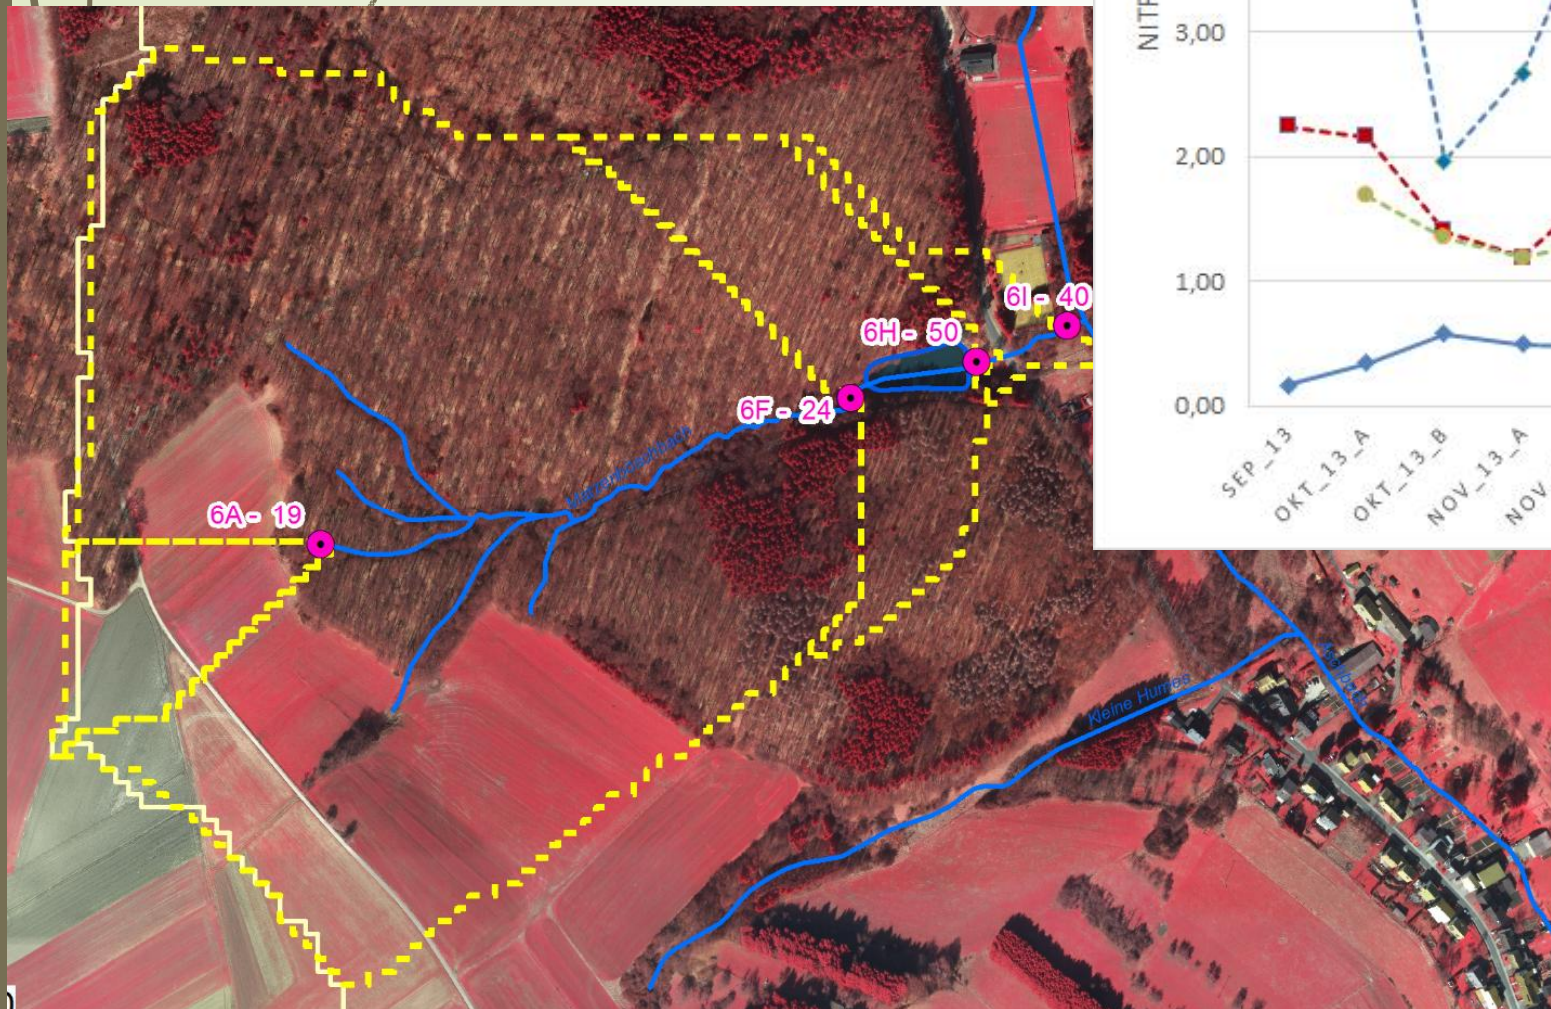 NIT
3,00
2,00
1,00
0,00
SEP_13
OKT_13_A
OKT_13_B
NOV_13_A
NOV
6I - 40
6H - 50
6F - 24
6A - 19
Kleine Humes